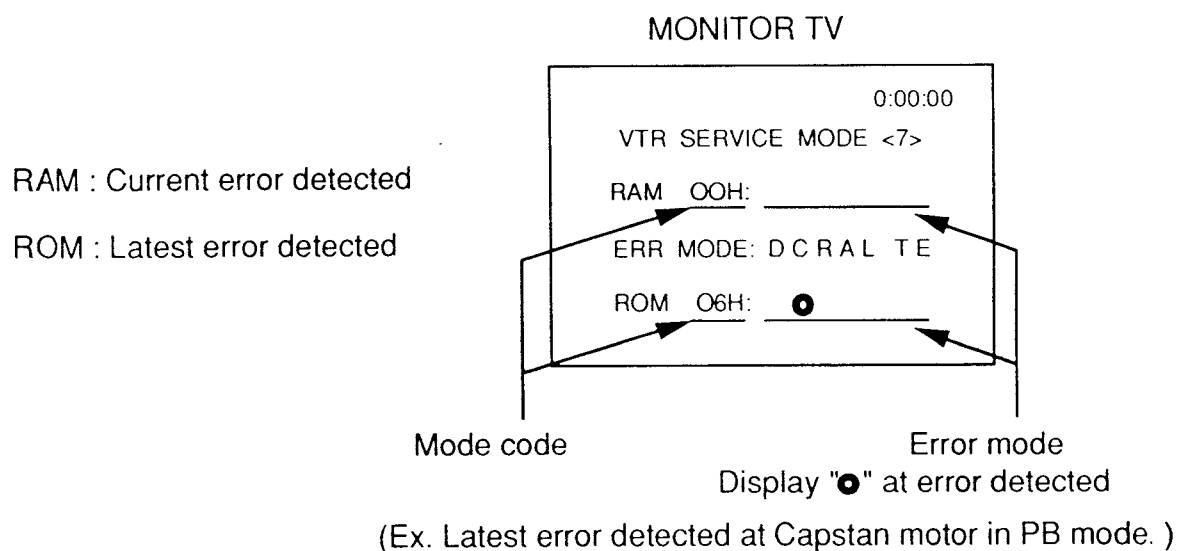 MONITOR TV
0:00:00
VTR SERVICE MODE <7>
RAM : Current error detected
RAM OOH:
ROM : Latest error detected
ERR MODE: D C R A L T E
ROM O6H: o
Mode code
Error mode
Display "o" at error detected
(Ex. Latest error detected at Capstan motor in PB mode. )